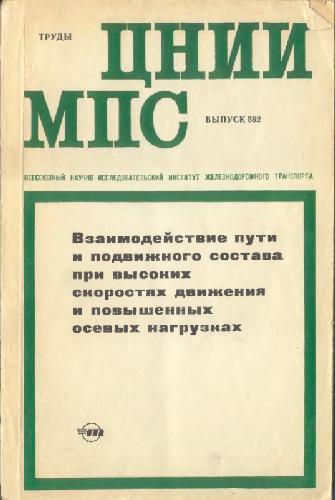 ТРУДЫ
ЦНИИ
МПС
ВЫПУСК 592
ВСЕСОЮЗНЫЙ НАУЧНО-ИССЛЕДОВАТЕЛЬСКИЙ ИНСТИТУТ ЖЕЛЕЗНОДОРОЖНОГО ТРАНСПОРТА
Взаимодействие пути
и подвижного состава
при высоких
скоростях движения
и повышенных
осевых нагрузках